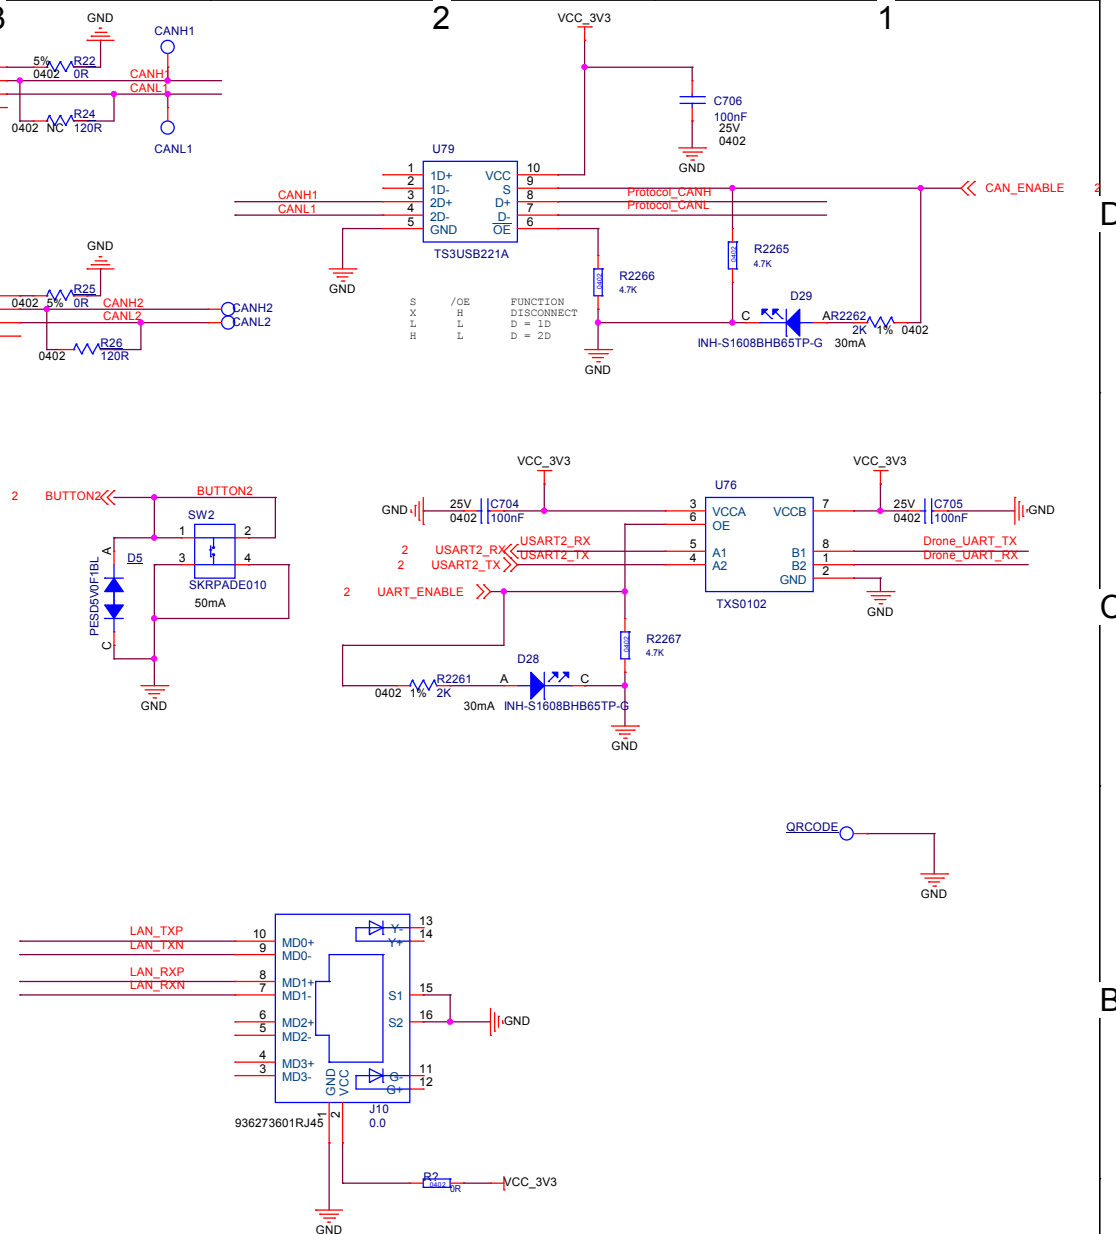 3
2
1
GND
CANH1
VCC_3V3
5%
R22
0402
0R
CANH1
CANL1
R24
0402
NC
120R
CANL1
C706
100nF
25V
0402
GND
U79
1 1D+ VCC 10
2 1D- S 9
3 2D+ D+ 8
4 2D- D- 7
5 GND OE 6
TS3USB221A
CANH1
CANL1
Protocol_CANH
Protocol_CANL
CAN_ENABLE 2
D
GND
GND
R2266
4.7K
R2265
4.7K
0402
0402
R25
0402 5% 0R
CANH2
CANL2
CANH2
CANL2
R26
0402
120R
S /OE FUNCTION
X H DISCONNECT
L L D = 1D
H L D = 2D
D29
C
A
R2262
2K 1% 0402
INH-S1608BHB65TP-G 30mA
GND
VCC_3V3
VCC_3V3
2 BUTTON2
BUTTON2
SW2
1 2
3 4
SKRPADE010
50mA
A
D5
PESD5V0F1BL
C
GND
GND
25V
C704
0402
100nF
U76
3 VCCA VCCB 7
6 OE
5 A1 B1 8
4 A2 B2 1
GND 2
TXS0102
25V
C705
0402
100nF
GND
2 USART2_RX
USART2_RX
2 USART2_TX
USART2_TX
Drone_UART_TX
Drone_UART_RX
2 UART_ENABLE
GND
C
R2267
4.7K
0402
D28
R2261
0402 1% 2K
A
C
30mA INH-S1608BHB65TP-G
GND
QRCODE
GND
LAN_TXP
LAN_TXN
LAN_RXP
LAN_RXN
10 MD0+ Y- 13
9 MD0- Y+ 14
8 MD1+
7 MD1- S1 15
6 MD2+ S2 16
5 MD2-
4 MD3+ G- 11
3 MD3- G+ 12
GND
VCC
1
2
GND
B
936273601RJ45
J10
0.0
R?
0402
0R
VCC_3V3
GND